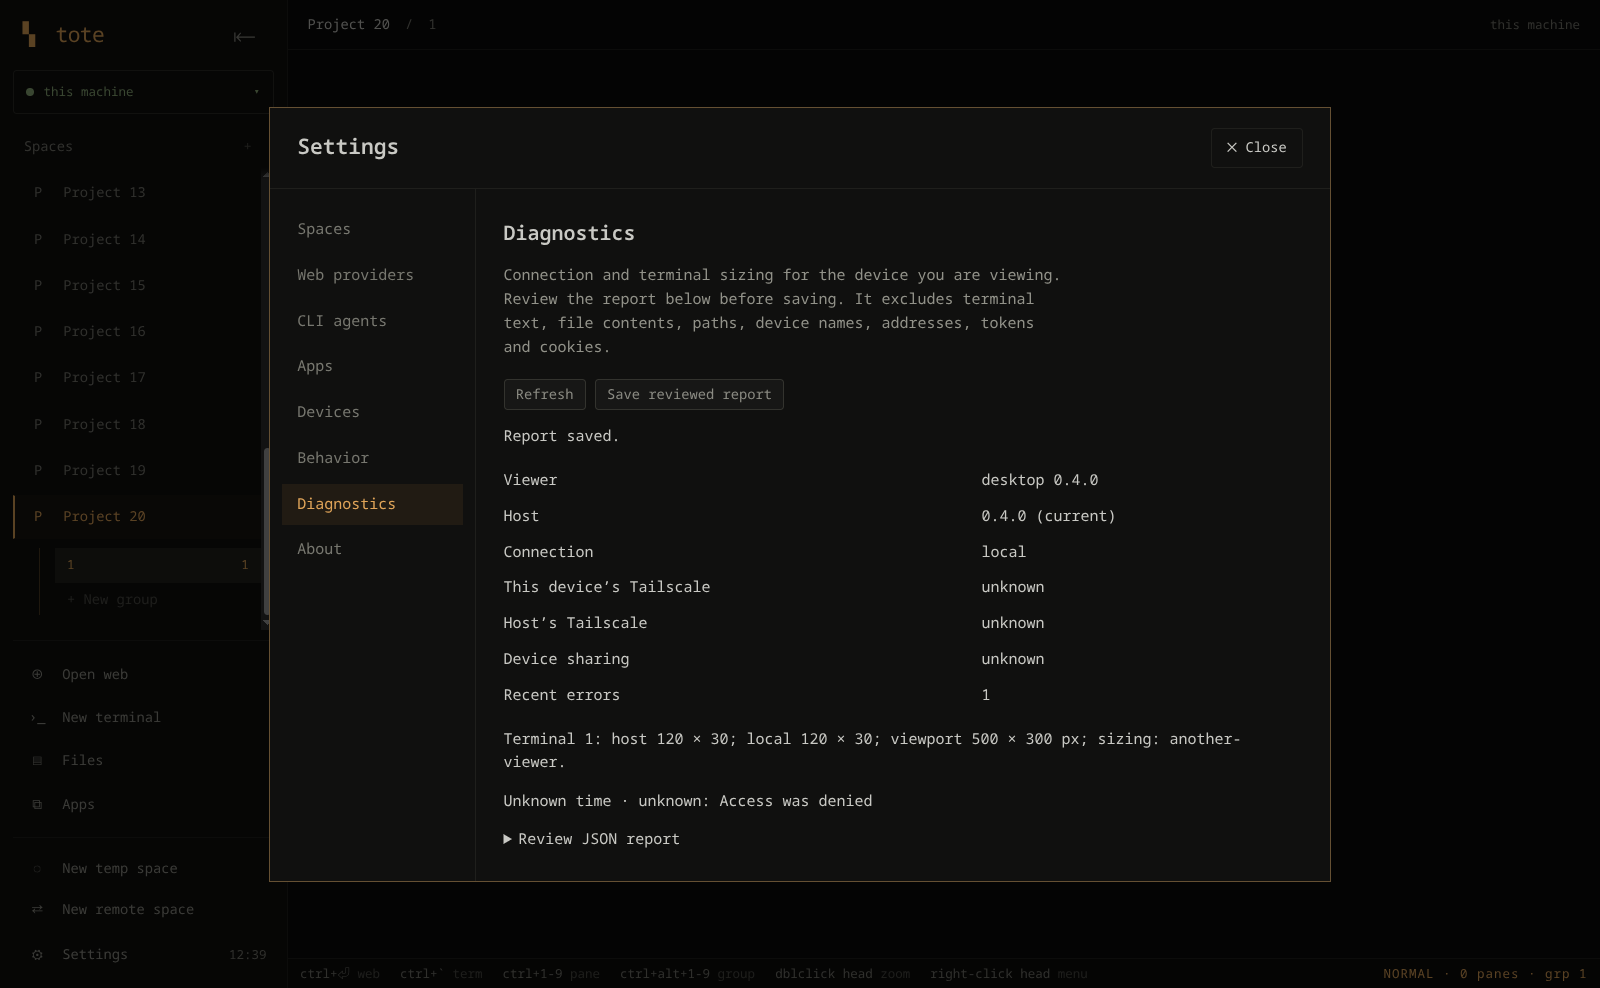 tote
this machine
Spaces +
P Project 13
P Project 14
P Project 15
P Project 16
P Project 17
P Project 18
P Project 19
P Project 20
1 1
+ New group
Open web
New terminal
Files
Apps
New temp space
New remote space
Settings 12:39
Project 20 / 1
this machine
Settings
× Close
Spaces
Web providers
CLI agents
Apps
Devices
Behavior
Diagnostics
About
Diagnostics
Connection and terminal sizing for the device you are viewing.
Review the report below before saving. It excludes terminal
text, file contents, paths, device names, addresses, tokens
and cookies.
Refresh
Save reviewed report
Report saved.
Viewer desktop 0.4.0
Host 0.4.0 (current)
Connection local
This device’s Tailscale unknown
Host’s Tailscale unknown
Device sharing unknown
Recent errors 1
Terminal 1: host 120 × 30; local 120 × 30; viewport 500 × 300 px; sizing: another-
viewer.
Unknown time · unknown: Access was denied
▶ Review JSON report
ctrl+⏎ web ctrl+` term ctrl+1-9 pane ctrl+alt+1-9 group dblclick head zoom right-click head menu
NORMAL · 0 panes · grp 1